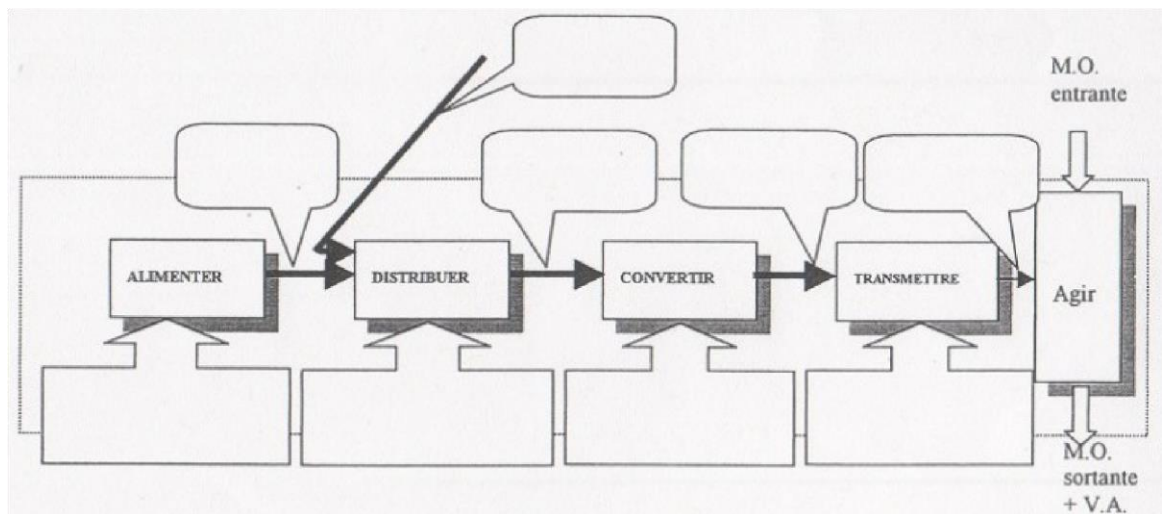 M.O.
entrante
ALIMENTER
DISTRIBUER
CONVERTIR
TRANSMETTRE
Agir
M.O.
sortante
+ V.A.